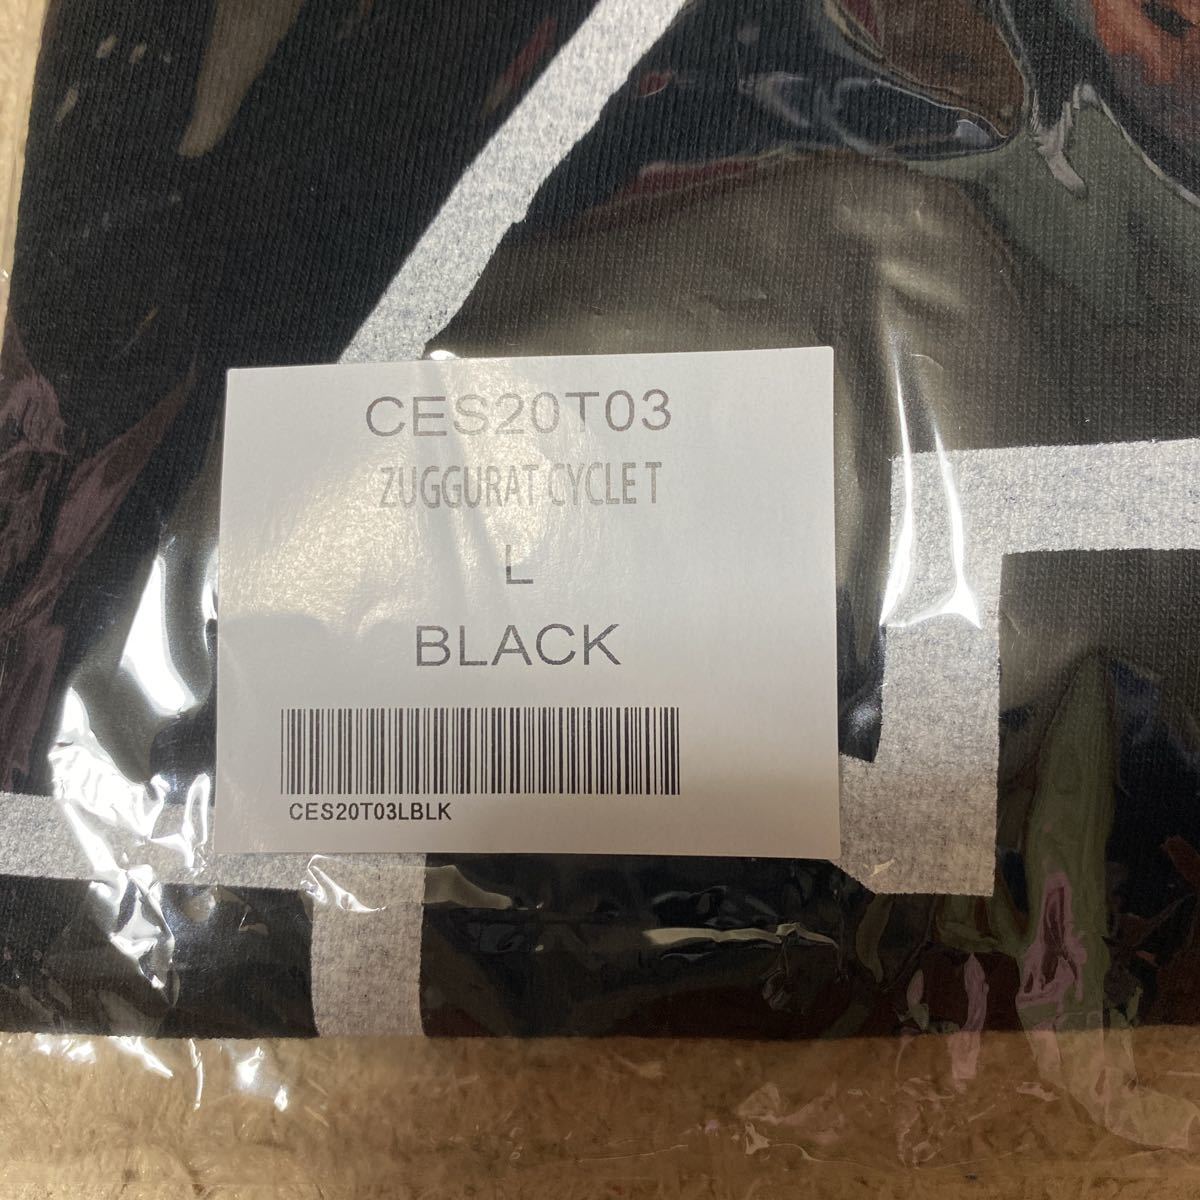 CES20T03
ZUGGURAT CYCLE T
L
BLACK
CES20T03LBLK